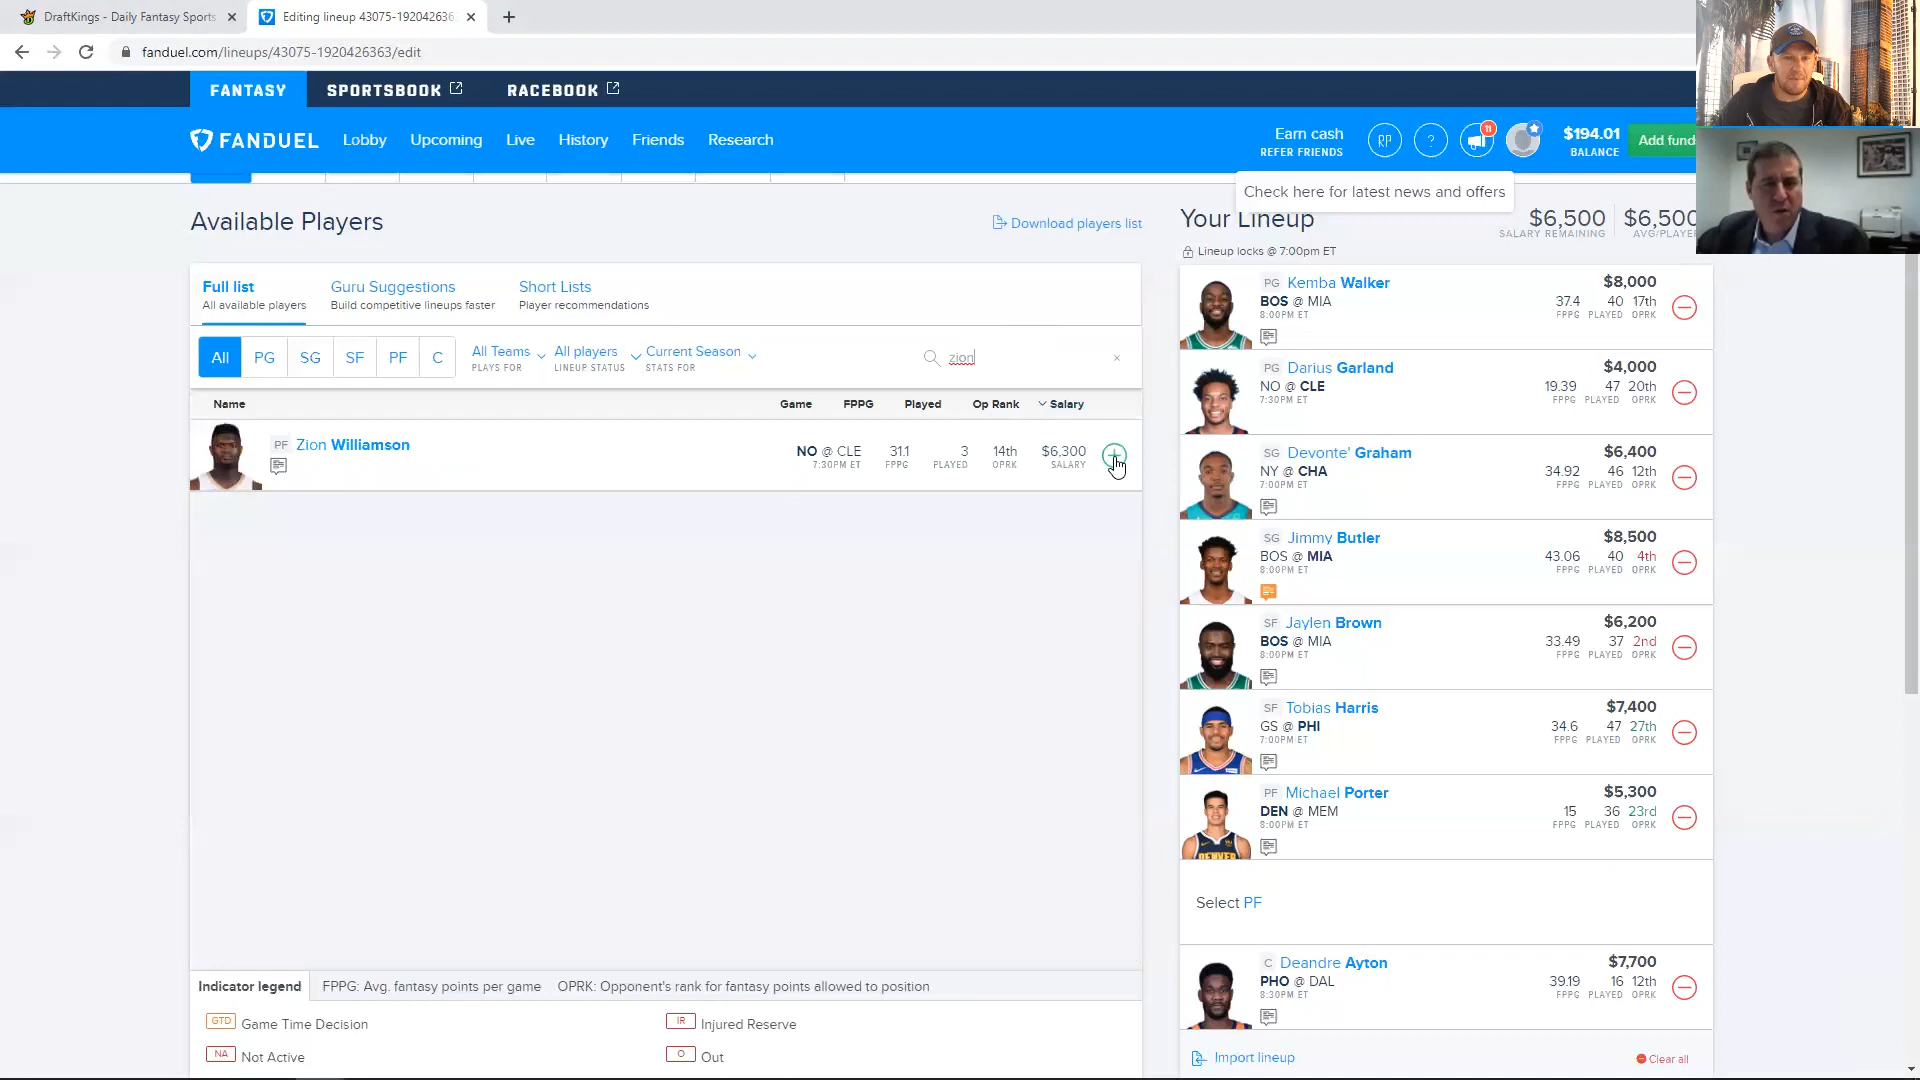 DraftKings - Daily Fantasy Sports
Editing lineup 43075-192042636
fanduel.com/lineups/43075-1920426363/edit
FANTASY
SPORTSBOOK
RACEBOOK
FANDUEL
Lobby
Upcoming
Live
History
Friends
Research
Earn cash
REFER FRIENDS
RP
?
11
$194.01
BALANCE
Add fund
Check here for latest news and offers
Available Players
Download players list
Full list
All available players
Guru Suggestions
Build competitive lineups faster
Short Lists
Player recommendations
All PG SG SF PF C
All Teams
PLAYS FOR
All players
LINEUP STATUS
Current Season
STATS FOR
zion
×
Name Game FPPG Played Op Rank Salary
PF Zion Williamson
NO @ CLE
7:30PM ET
31.1
FPPG
3
PLAYED
14th
OPRK
$6,300
SALARY
Indicator legend
FPPG: Avg. fantasy points per game
OPRK: Opponent's rank for fantasy points allowed to position
GTD Game Time Decision
IR Injured Reserve
NA Not Active
O Out
Your Lineup
$6,500
SALARY REMAINING
$6,500
AVG/PLAYER
Lineup locks @ 7:00pm ET
PG Kemba Walker $8,000
BOS @ MIA 37.4 40 17th
8:00PM ET FPPG PLAYED OPRK
PG Darius Garland $4,000
NO @ CLE 19.39 47 20th
7:30PM ET FPPG PLAYED OPRK
SG Devonte' Graham $6,400
NY @ CHA 34.92 46 12th
7:00PM ET FPPG PLAYED OPRK
SG Jimmy Butler $8,500
BOS @ MIA 43.06 40 4th
8:00PM ET FPPG PLAYED OPRK
SF Jaylen Brown $6,200
BOS @ MIA 33.49 37 2nd
8:00PM ET FPPG PLAYED OPRK
SF Tobias Harris $7,400
GS @ PHI 34.6 47 27th
7:00PM ET FPPG PLAYED OPRK
PF Michael Porter $5,300
DEN @ MEM 15 36 23rd
8:00PM ET FPPG PLAYED OPRK
DENVER
Select PF
C Deandre Ayton $7,700
PHO @ DAL 39.19 16 12th
8:30PM ET FPPG PLAYED OPRK
Import lineup
Clear all